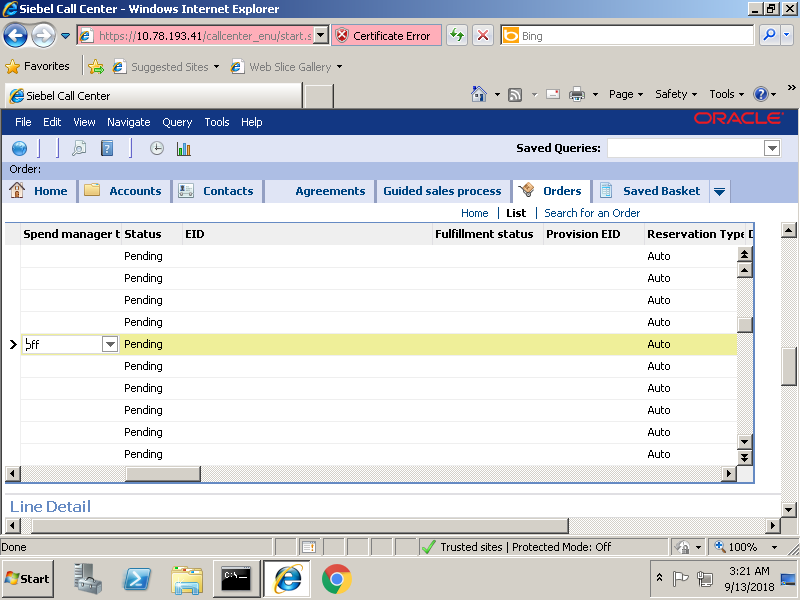 Siebel Call Center - Windows Internet Explorer
https://10.78.193.41/callcenter_enu/start.s
Certificate Error
Bing
Favorites
Suggested Sites
Web Slice Gallery
Siebel Call Center
Page
Safety
Tools
»
File Edit View Navigate Query Tools Help
ORACLE
Saved Queries:
Order:
Home Accounts Contacts Agreements Guided sales process Orders Saved Basket
Home | List | Search for an Order
Spend manager t Status EID Fulfillment status Provision EID Reservation Type
Pending Auto
Pending Auto
Pending Auto
Pending Auto
Pending Auto
Pending Auto
Pending Auto
Pending Auto
Pending Auto
Pending Auto
Line Detail
Done
Trusted sites | Protected Mode: Off
100%
Start
3:21 AM
9/13/2018